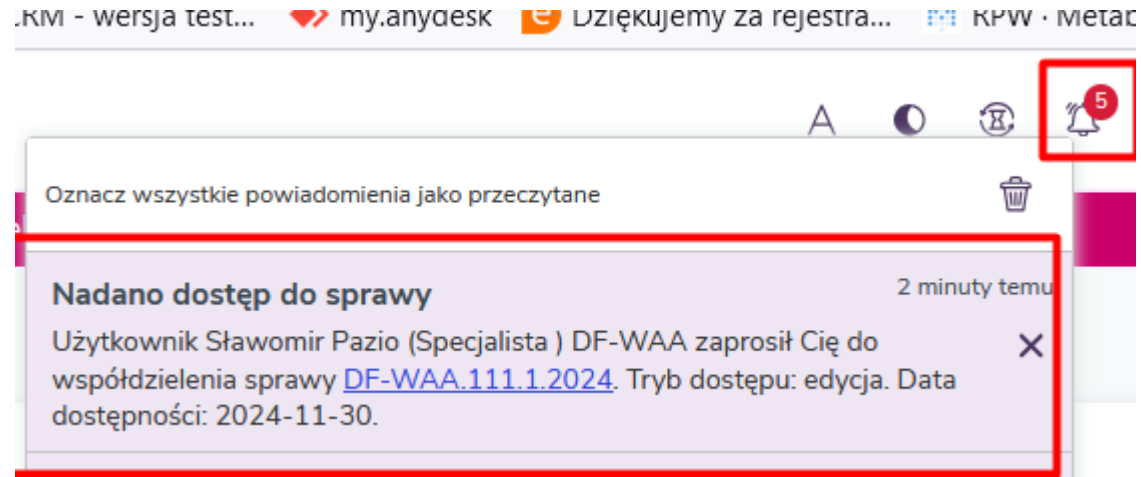 CRM - wersja test... my.anydesk Dziękujemy za rejestra... RPW · Metab
A 5
Oznacz wszystkie powiadomienia jako przeczytane
Nadano dostęp do sprawy 2 minuty temu
Użytkownik Sławomir Pazio (Specjalista ) DF-WAA zaprosił Cię do
współdzielenia sprawy DF-WAA.111.1.2024. Tryb dostępu: edycja. Data
dostępności: 2024-11-30.